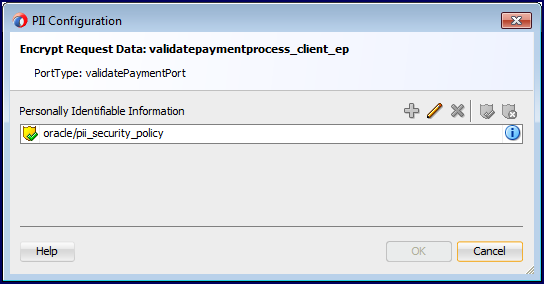 PII Configuration
Encrypt Request Data: validatepaymentprocess_client_ep
PortType: validatePaymentPort
Personally Identifiable Information
oracle/pii_security_policy
Help
OK
Cancel